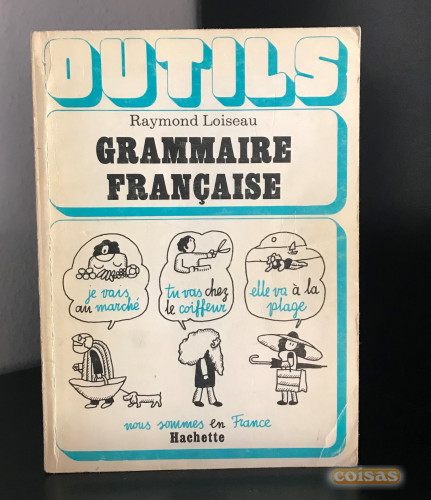 OUTILS
Raymond Loiseau
GRAMMAIRE
FRANÇAISE
je vais
au marché
tu vas chez
le coiffeur
elle va à la
plage
nous sommes en France
Hachette
coisas